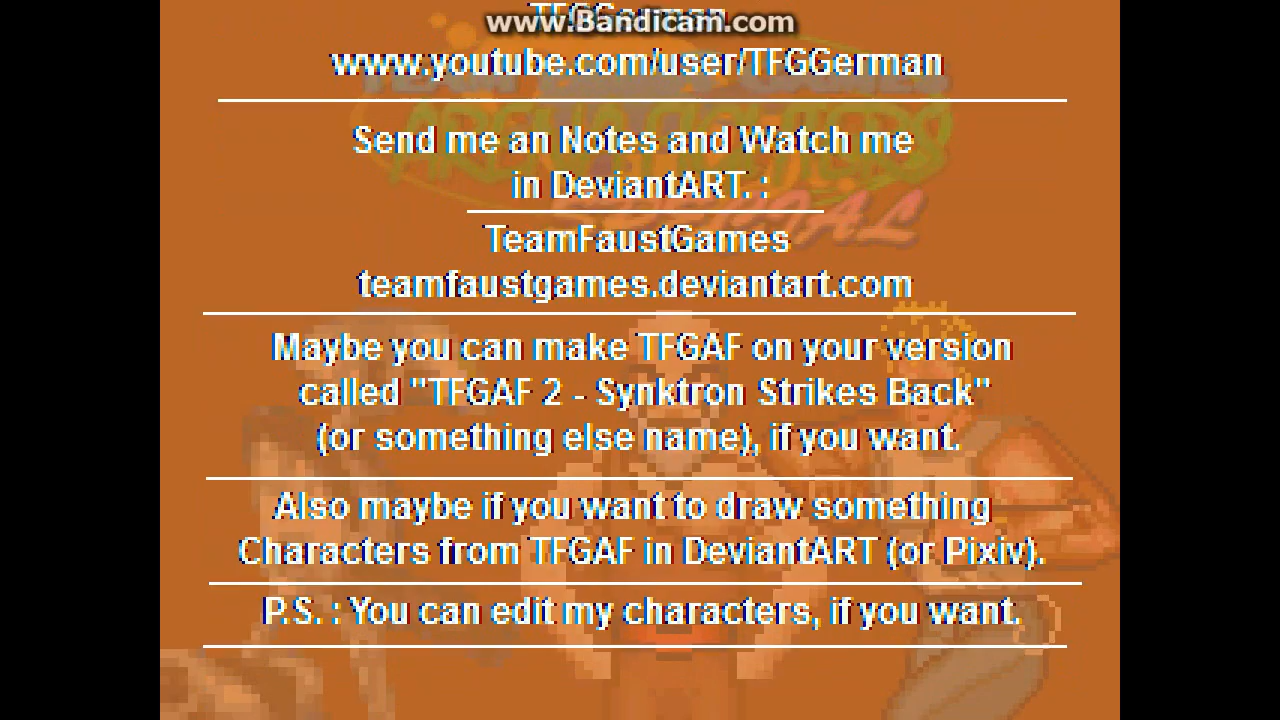 TFGGerman
www.Bandicam.com
www.youtube.com/user/TFGGerman
Send me an Notes and Watch me
in DeviantART. :
TeamFaustGames
teamfaustgames.deviantart.com
Maybe you can make TFGAF on your version
called "TFGAF 2 - Synktron Strikes Back"
(or something else name), if you want.
Also maybe if you want to draw something
Characters from TFGAF in DeviantART (or Pixiv).
P.S. : You can edit my characters, if you want.
SPECIAL